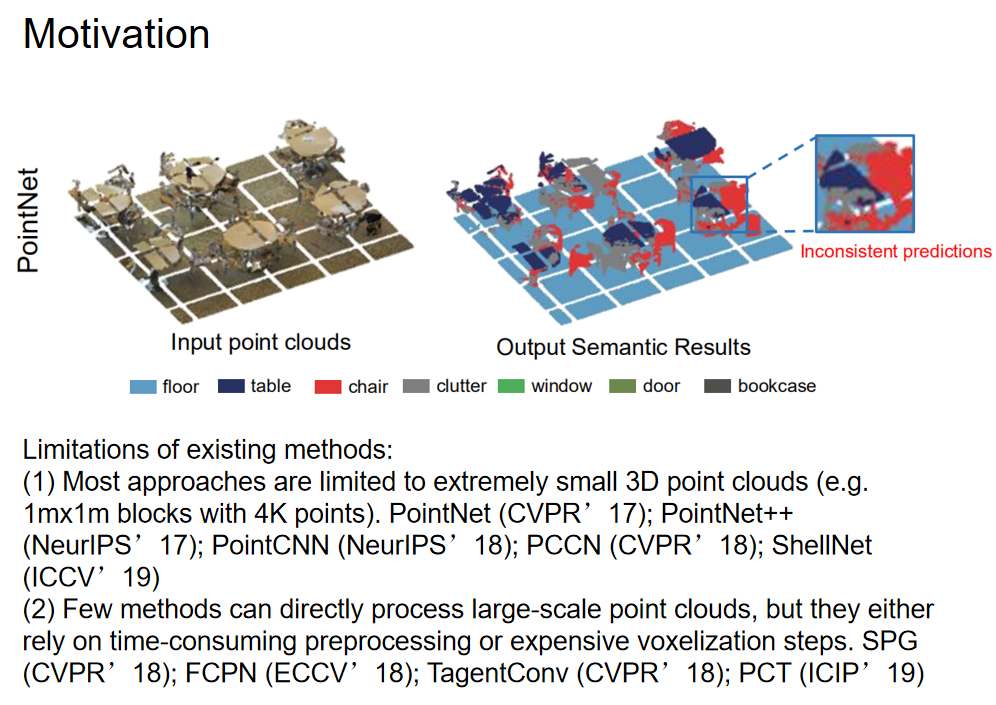 Motivation
PointNet
Inconsistent predictions
Input point clouds
Output Semantic Results
floor table chair clutter window door bookcase
Limitations of existing methods:
(1) Most approaches are limited to extremely small 3D point clouds (e.g.
1mx1m blocks with 4K points). PointNet (CVPR’ 17); PointNet++
(NeurIPS’ 17); PointCNN (NeurIPS’ 18); PCCN (CVPR’ 18); ShellNet
(ICCV’ 19)
(2) Few methods can directly process large-scale point clouds, but they either
rely on time-consuming preprocessing or expensive voxelization steps. SPG
(CVPR’ 18); FCPN (ECCV’ 18); TagentConv (CVPR’ 18); PCT (ICIP’ 19)